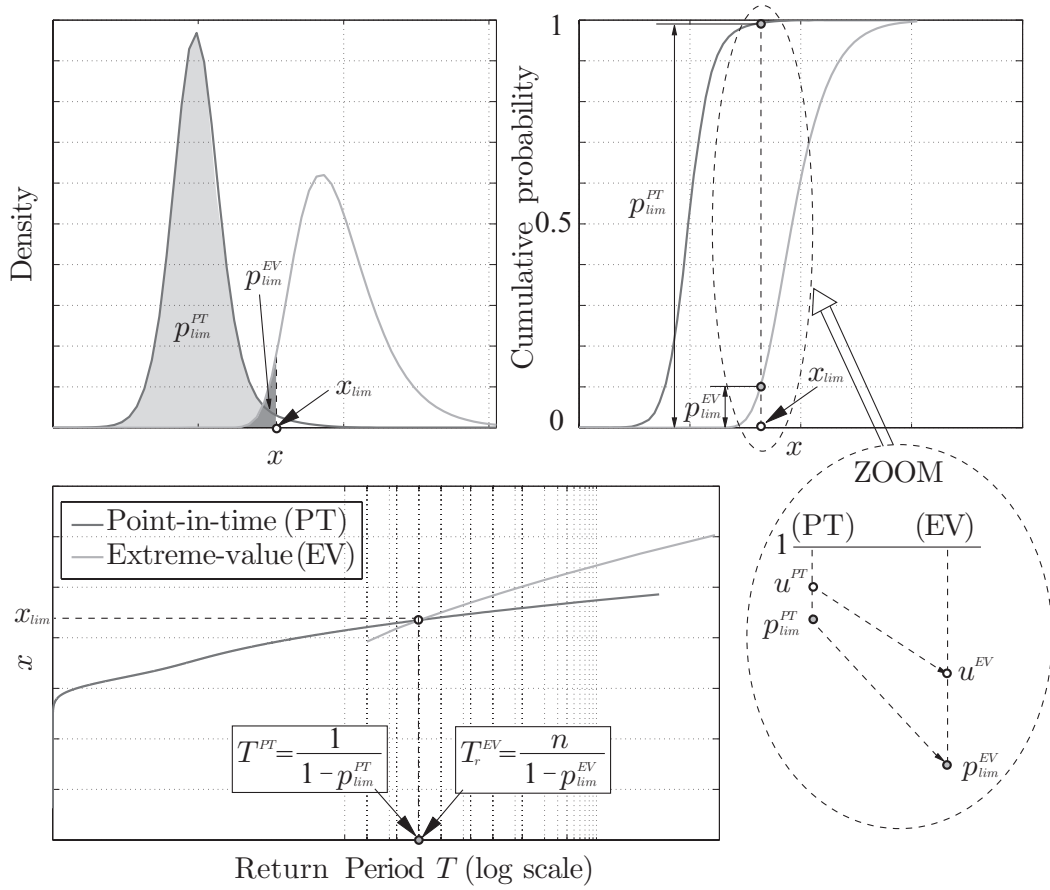 Density
p_lim^EV
p_lim^PT
x_lim
x
Cumulative probability
1
0.5
0
p_lim^PT
p_lim^EV
x_lim
x
ZOOM
(PT) (EV)
1
u^PT
p_lim^PT
u^EV
p_lim^EV
Point-in-time (PT)
Extreme-value (EV)
x_lim
x
T^PT = 1 / (1 - p_lim^PT)
T_r^EV = n / (1 - p_lim^EV)
Return Period T (log scale)